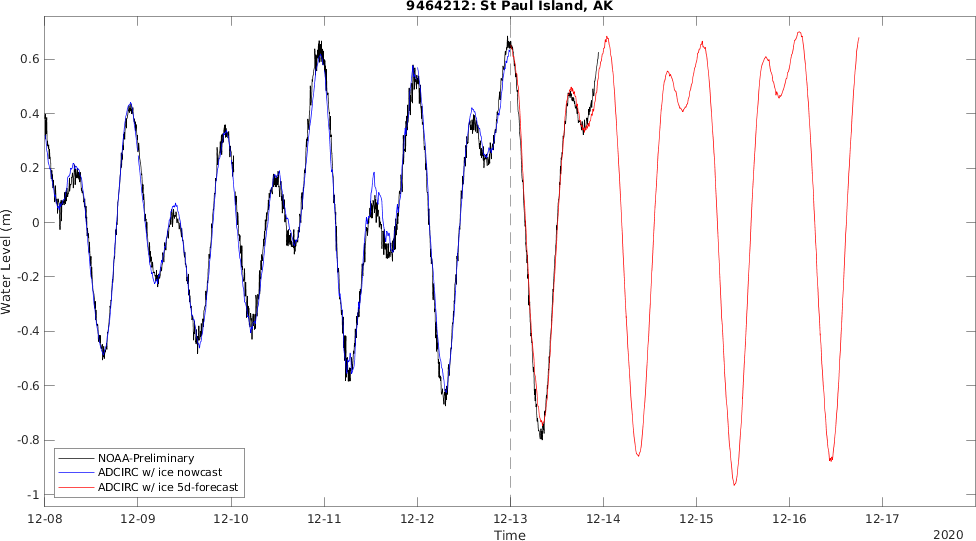 9464212: St Paul Island, AK
Water Level (m)
0.6
0.4
0.2
0
-0.2
-0.4
-0.6
-0.8
-1
NOAA-Preliminary
ADCIRC w/ ice nowcast
ADCIRC w/ ice 5d-forecast
12-08 12-09 12-10 12-11 12-12 12-13 12-14 12-15 12-16 12-17
Time
2020